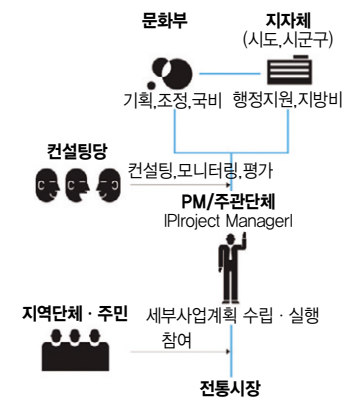 문화부
지자체
(시도,시군구)
기획,조정,국비
행정지원,지방비
컨설팅당
컨설팅,모니터링,평가
PM/주관단체
|P|roject Manager|
지역단체 · 주민
세부사업계획 수립 · 실행
참여
전통시장